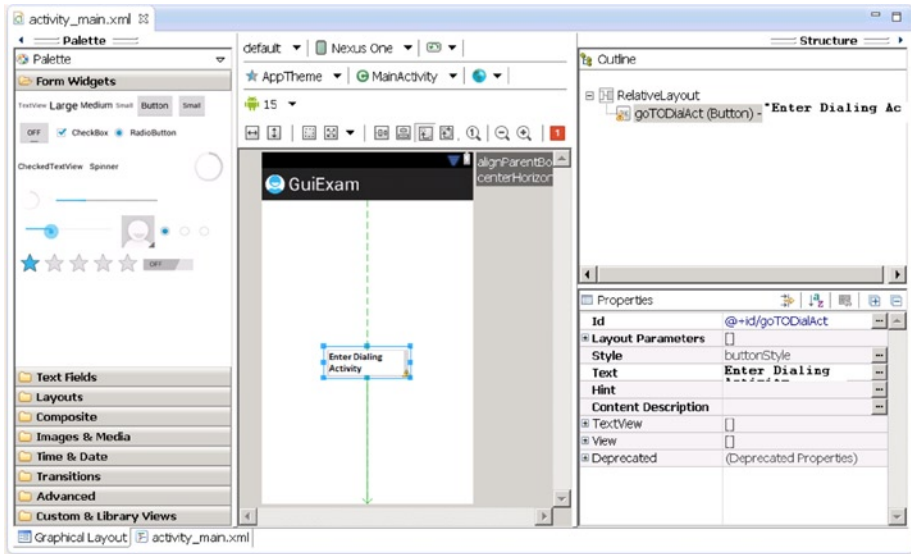 activity_main.xml
Palette
Palette
Form Widgets
TextView Large Medium Small Button Small
OFF CheckBox RadioButton
CheckedTextView Spinner
OFF
Text Fields
Layouts
Composite
Images & Media
Time & Date
Transitions
Advanced
Custom & Library Views
default Nexus One
AppTheme MainActivity
15
1
GuiExam
alignParentBo
centerHorizon
Enter Dialing
Activity
Structure
Outline
RelativeLayout
goTODialAct (Button) - "Enter Dialing Ac
Properties
Id @+id/goTODialAct
Layout Parameters []
Style buttonStyle
Text Enter Dialing
Hint
Content Description
TextView []
View []
Deprecated (Deprecated Properties)
Graphical Layout activity_main.xml